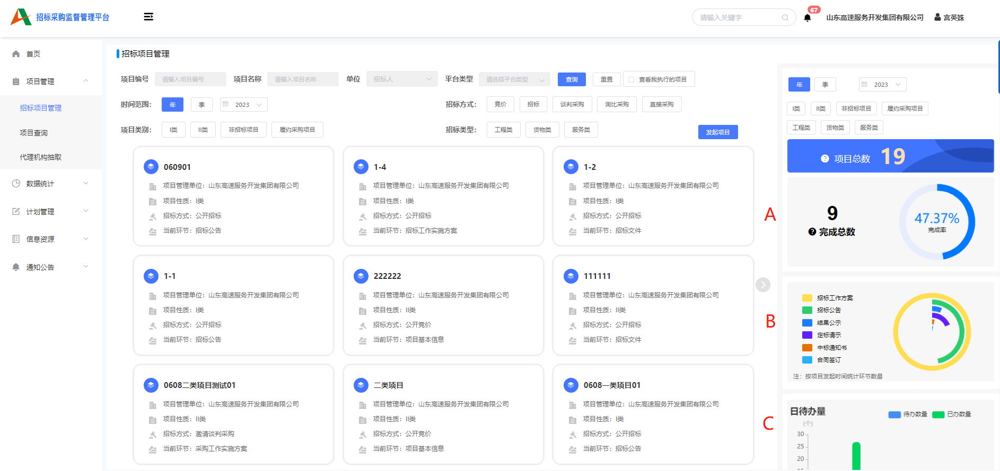 招标采购监督管理平台
请输入关键字
67
山东高速服务开发集团有限公司
宫英姝
首页
项目管理
招标项目管理
项目查询
代理机构抽取
数据统计
计划管理
信息资源
通知公告
招标项目管理
项目编号 请输入项目编号 项目名称 请输入项目名称 单位 招标人 平台类型 请选择平台类型 查询 重置 查看我执行的项目
时间范围： 年 季 2023 招标方式： 竞价 招标 谈判采购 询比采购 直接采购
项目类别： I类 II类 非招标项目 履约采购项目 招标类型： 工程类 货物类 服务类 发起项目
060901
项目管理单位：山东高速服务开发集团有限公司
项目性质：I类
招标方式：公开招标
当前环节：招标公告
1-4
项目管理单位：山东高速服务开发集团有限公司
项目性质：I类
招标方式：公开招标
当前环节：招标工作实施方案
1-2
项目管理单位：山东高速服务开发集团有限公司
项目性质：I类
招标方式：公开招标
当前环节：招标文件
1-1
项目管理单位：山东高速服务开发集团有限公司
项目性质：I类
招标方式：公开招标
当前环节：招标公告
222222
项目管理单位：山东高速服务开发集团有限公司
项目性质：II类
招标方式：公开竞价
当前环节：项目基本信息
111111
项目管理单位：山东高速服务开发集团有限公司
项目性质：II类
招标方式：公开招标
当前环节：招标文件
0608二类项目测试01
项目管理单位：山东高速服务开发集团有限公司
项目性质：II类
招标方式：邀请谈判采购
当前环节：采购工作实施方案
二类项目
项目管理单位：山东高速服务开发集团有限公司
项目性质：II类
招标方式：公开竞价
当前环节：项目基本信息
0608一类项目01
项目管理单位：山东高速服务开发集团有限公司
项目性质：I类
招标方式：公开招标
当前环节：招标公告
A
B
C
年 季 2023
I类 II类 非招标项目 履约采购项目
工程类 货物类 服务类
项目总数 19
9
完成总数
47.37%
完成率
招标工作方案
招标公告
结果公示
定标请示
中标通知书
合同签订
注：按项目发起时间统计环节数量
日待办量
待办数量 已办数量
(个)
30
25
20